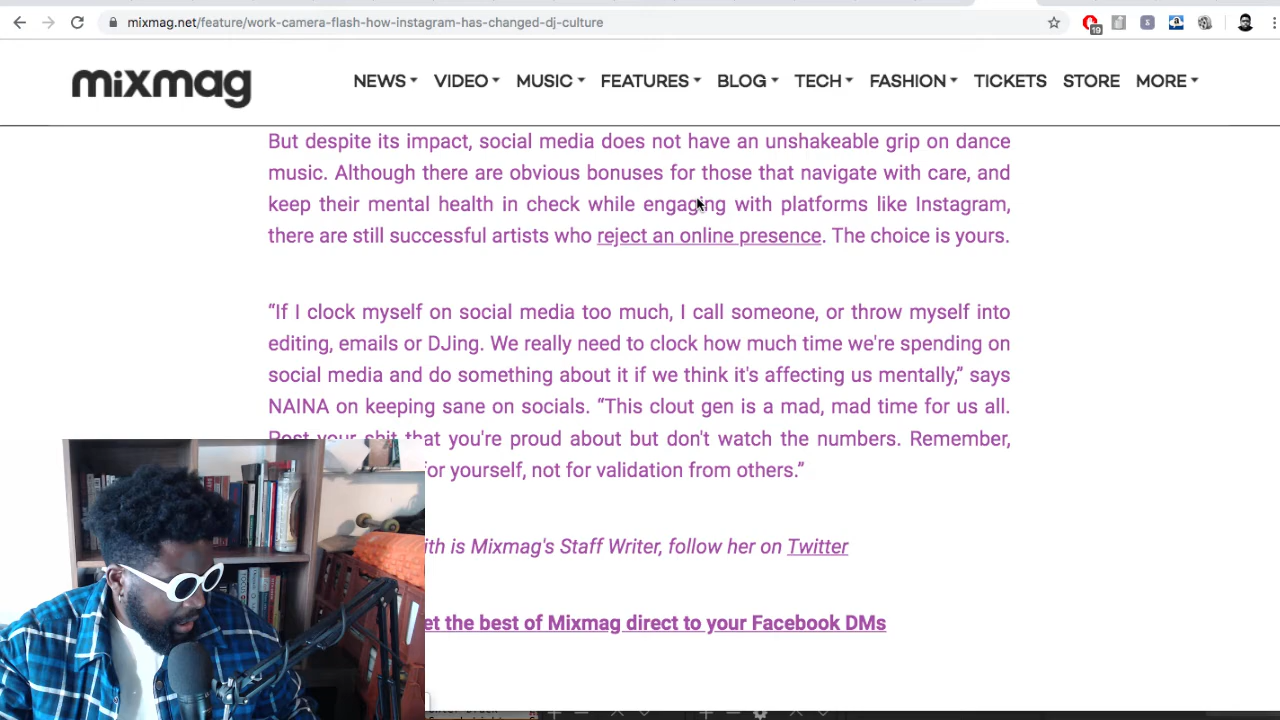 mixmag.net/feature/work-camera-flash-how-instagram-has-changed-dj-culture
19
mixmag
NEWS VIDEO MUSIC FEATURES BLOG TECH FASHION TICKETS STORE MORE
But despite its impact, social media does not have an unshakeable grip on dance
music. Although there are obvious bonuses for those that navigate with care, and
keep their mental health in check while engaging with platforms like Instagram,
there are still successful artists who reject an online presence. The choice is yours.
“If I clock myself on social media too much, I call someone, or throw myself into
editing, emails or DJing. We really need to clock how much time we're spending on
social media and do something about it if we think it's affecting us mentally,” says
NAINA on keeping sane on socials. “This clout gen is a mad, mad time for us all.
Post your shit that you're proud about but don't watch the numbers. Remember,
for yourself, not for validation from others.”
is Mixmag's Staff Writer, follow her on Twitter
the best of Mixmag direct to your Facebook DMs